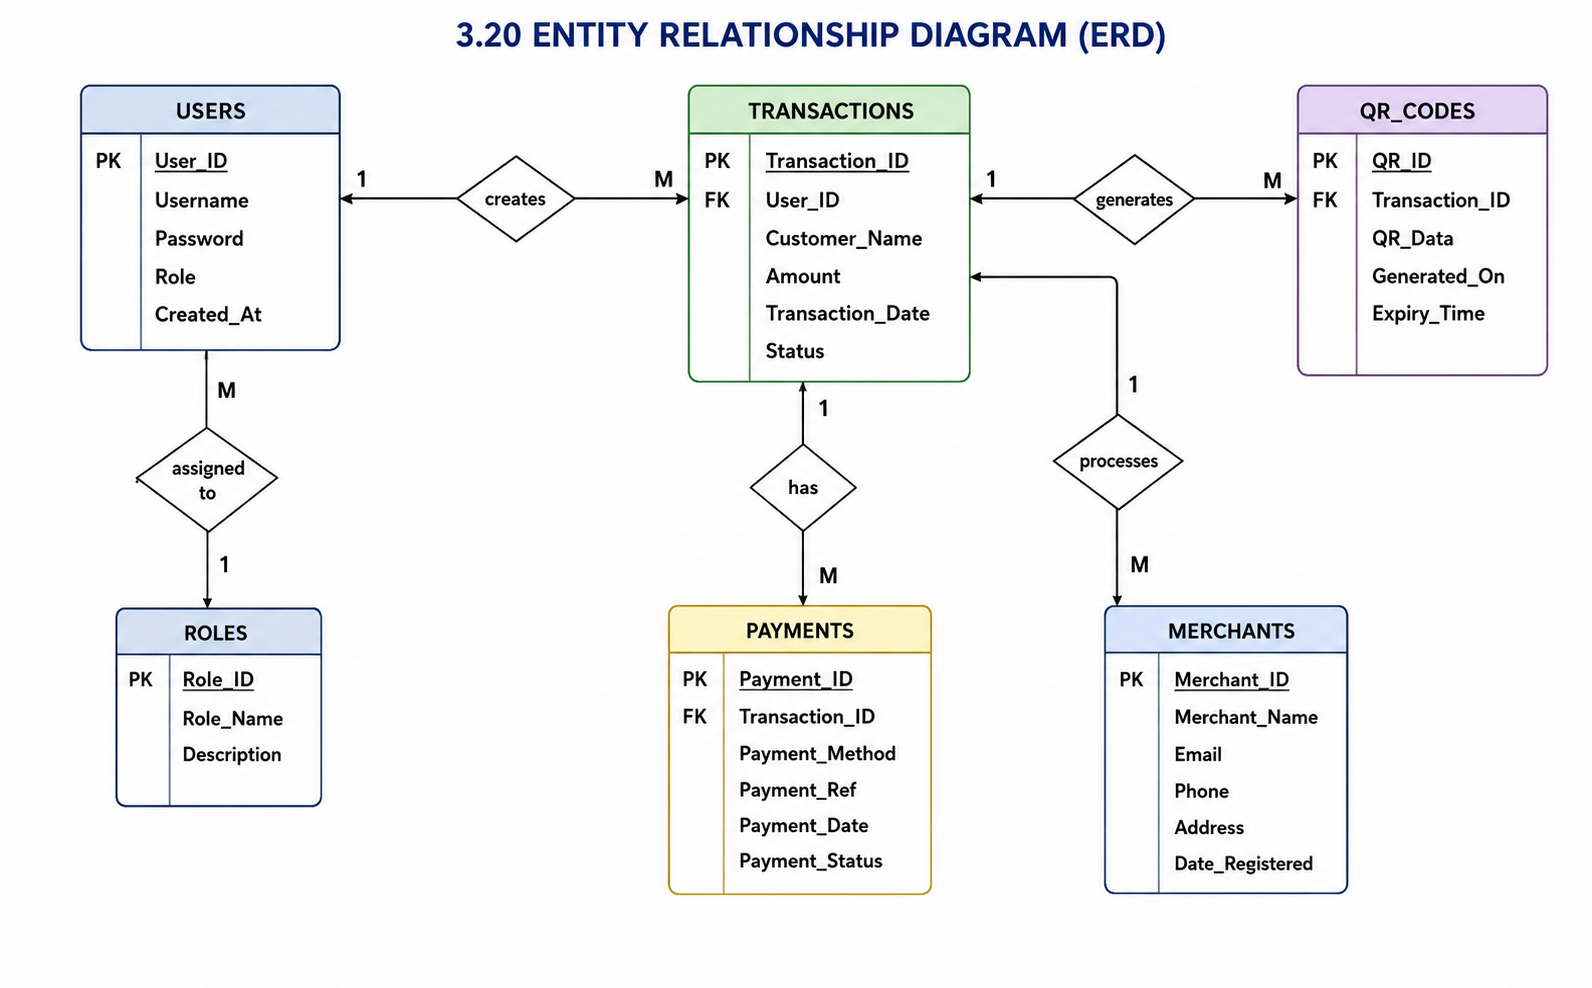 3.20 ENTITY RELATIONSHIP DIAGRAM (ERD)
USERS
PK User_ID
Username
Password
Role
Created_At
1
creates
M
TRANSACTIONS
PK Transaction_ID
FK User_ID
Customer_Name
Amount
Transaction_Date
Status
1
generates
M
QR_CODES
PK QR_ID
FK Transaction_ID
QR_Data
Generated_On
Expiry_Time
M
assigned
to
1
ROLES
PK Role_ID
Role_Name
Description
1
has
M
PAYMENTS
PK Payment_ID
FK Transaction_ID
Payment_Method
Payment_Ref
Payment_Date
Payment_Status
1
processes
M
MERCHANTS
PK Merchant_ID
Merchant_Name
Email
Phone
Address
Date_Registered